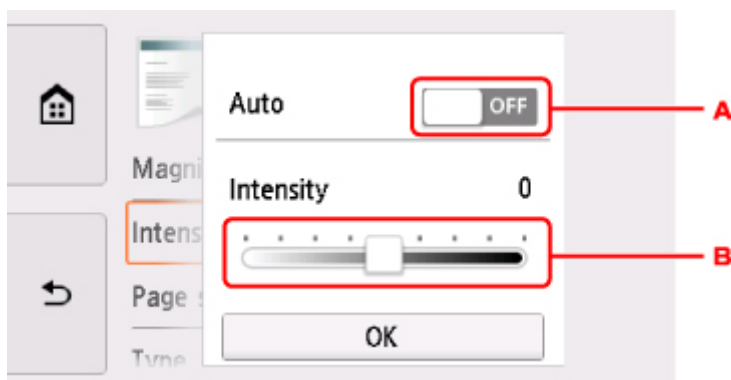 Auto OFF A
Magni
Intensity 0
Intens
B
Page
OK
Type